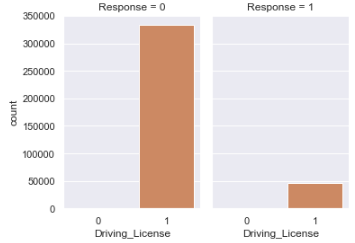 Response = 0
Response = 1
350000
300000
250000
200000
150000
100000
50000
0
count
0
1
0
1
Driving_License
Driving_License